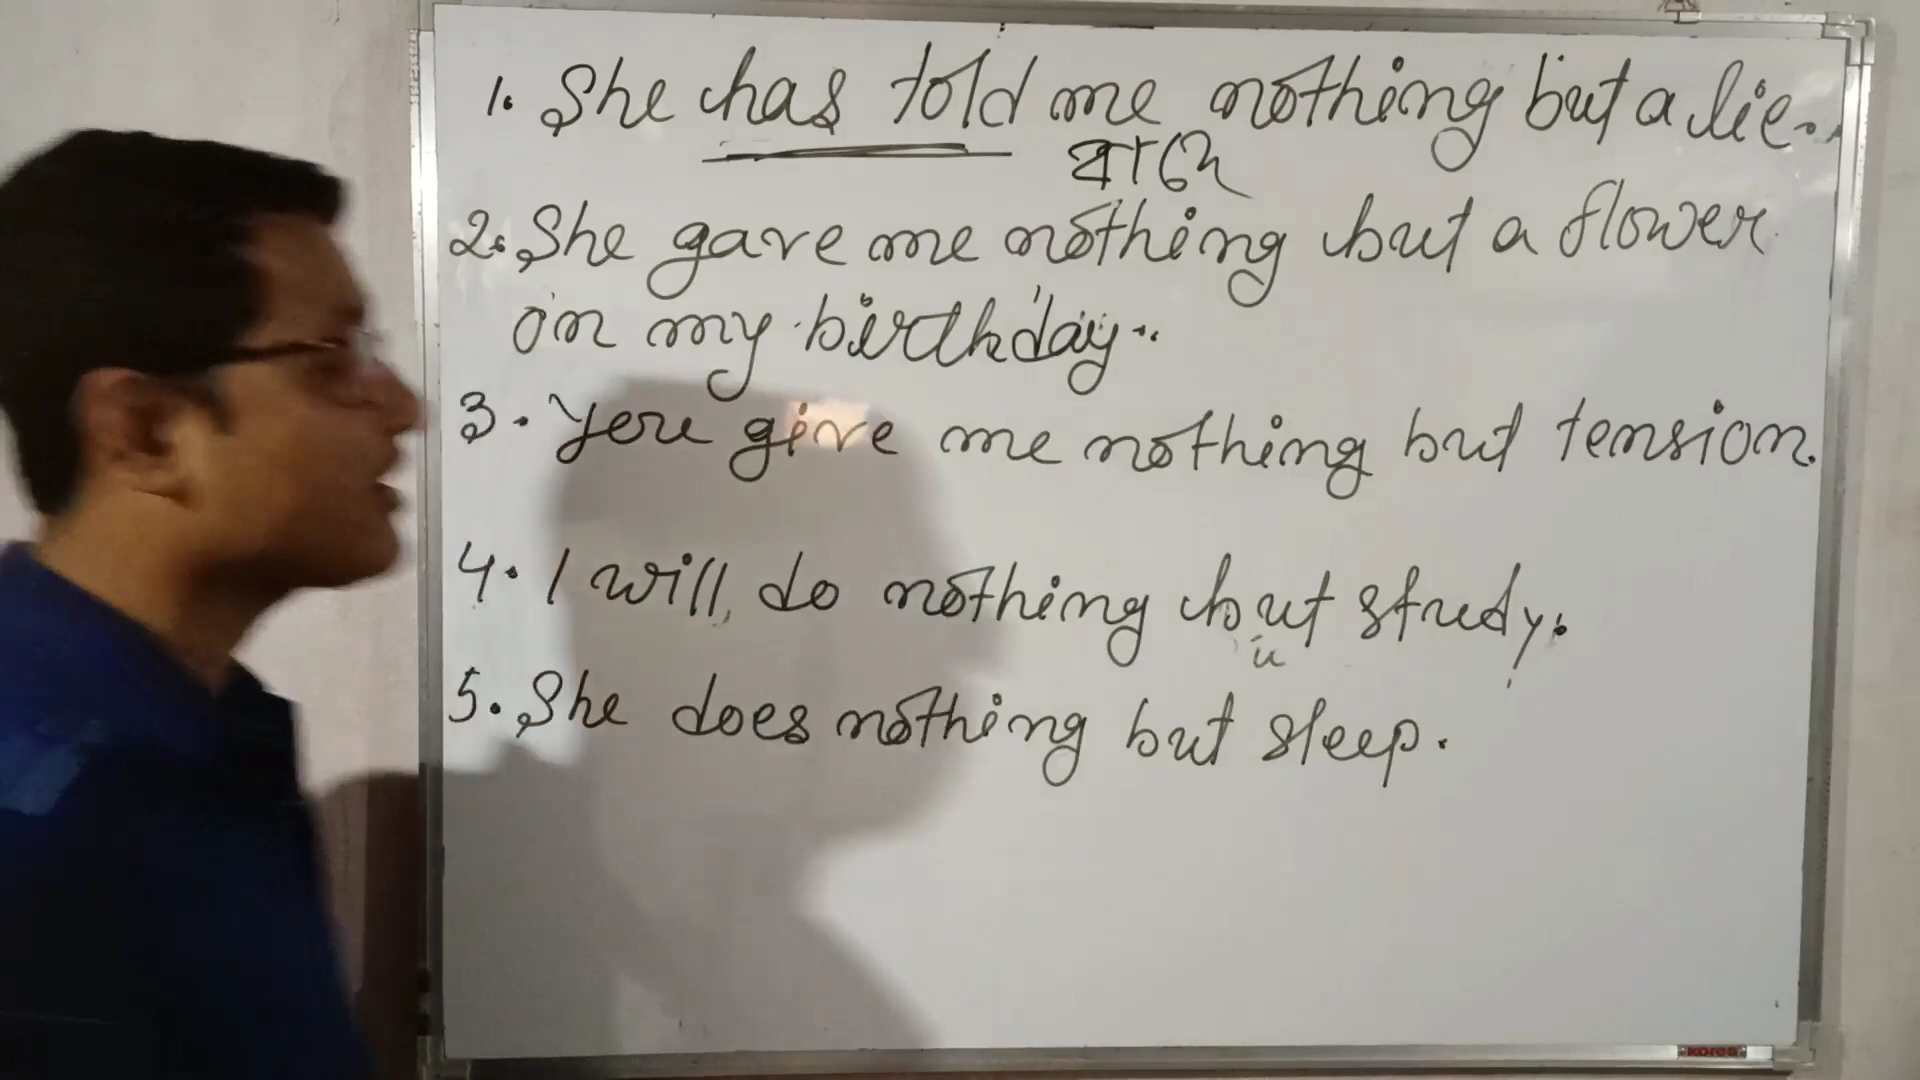 1. She has told me nothing but a lie.
2. She gave me nothing but a flower
on my birthday.
3. You give me nothing but tension.
4. I will do nothing but study.
5. She does nothing but sleep.